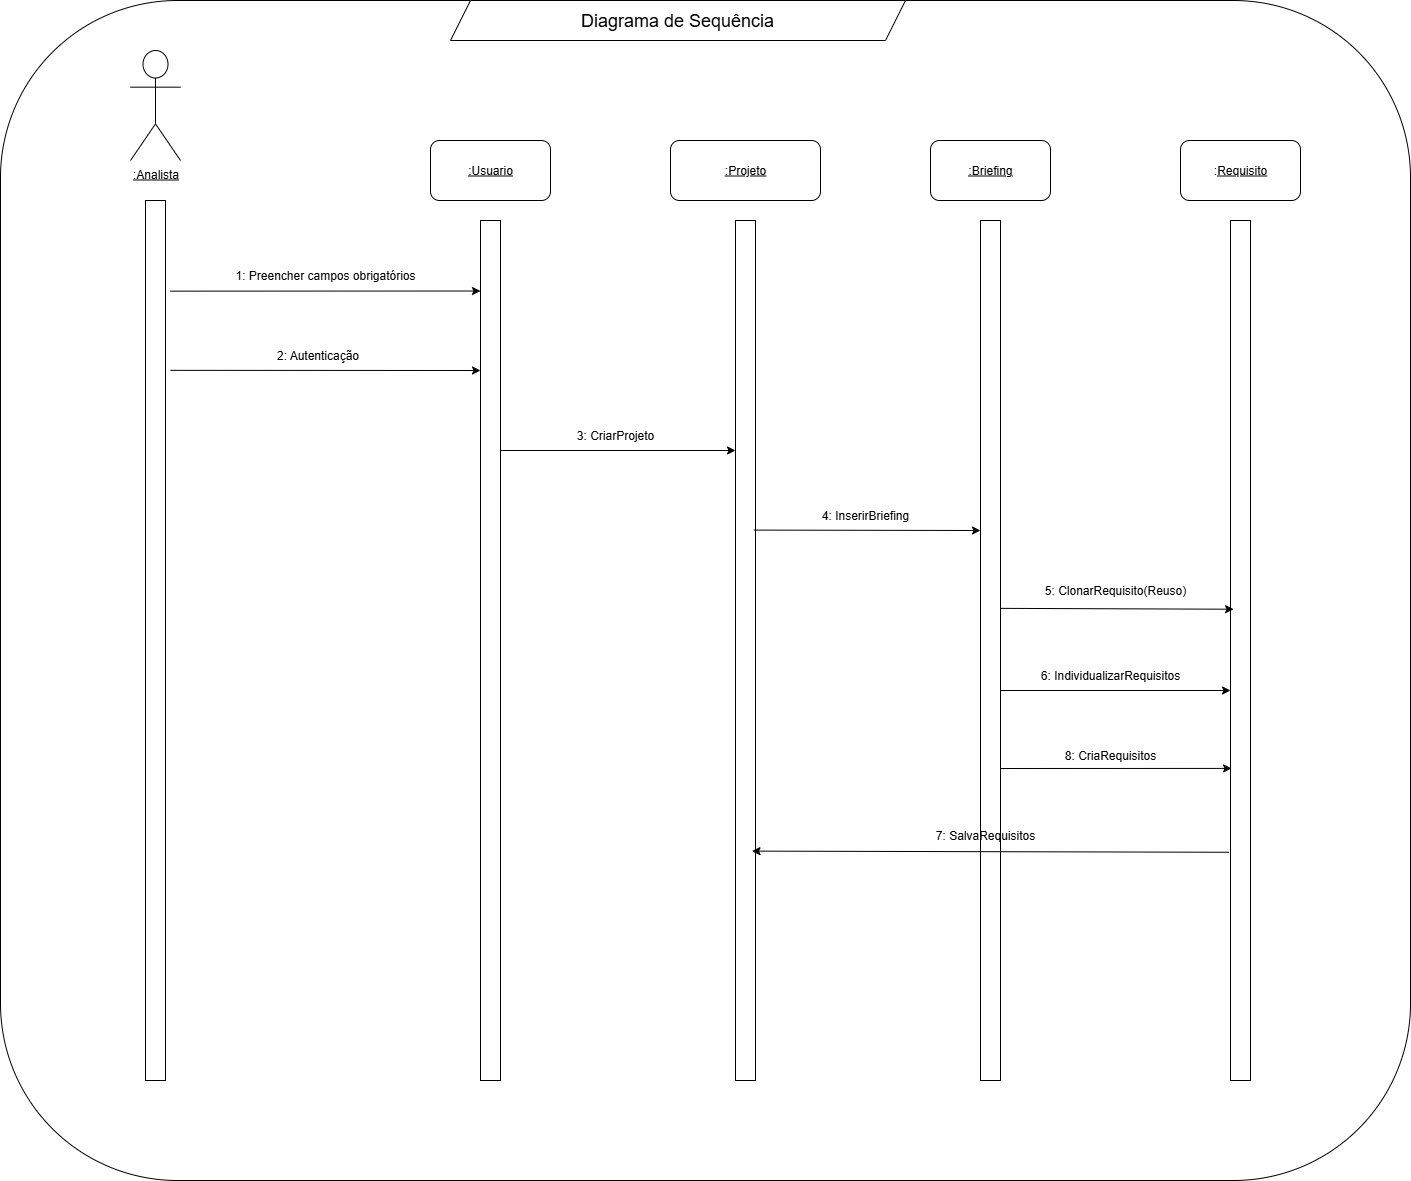 Diagrama de Sequência
:Analista
:Usuario
:Projeto
:Briefing
:Requisito
1: Preencher campos obrigatórios
2: Autenticação
3: CriarProjeto
4: InserirBriefing
5: ClonarRequisito(Reuso)
6: IndividualizarRequisitos
8: CriaRequisitos
7: SalvaRequisitos